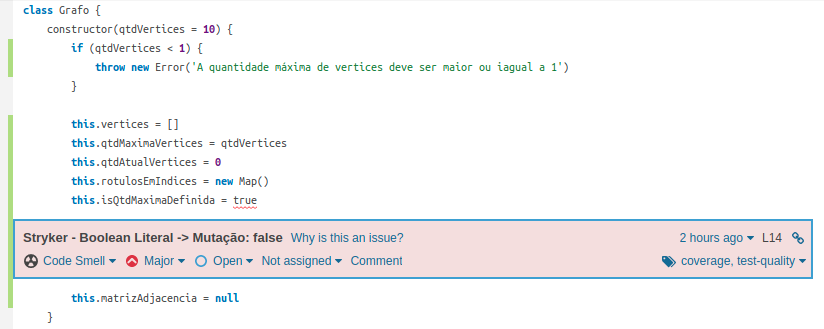 class Grafo {
constructor(qtdVertices = 10) {
if (qtdVertices < 1) {
throw new Error('A quantidade máxima de vertices deve ser maior ou iagual a 1')
}
this.vertices = []
this.qtdMaximaVertices = qtdVertices
this.qtdAtualVertices = 0
this.rotulosEmIndices = new Map()
this.isQtdMaximaDefinida = true
Stryker - Boolean Literal -> Mutação: false Why is this an issue? 2 hours ago L14
Code Smell Major Open Not assigned Comment coverage, test-quality
this.matrizAdjacencia = null
}